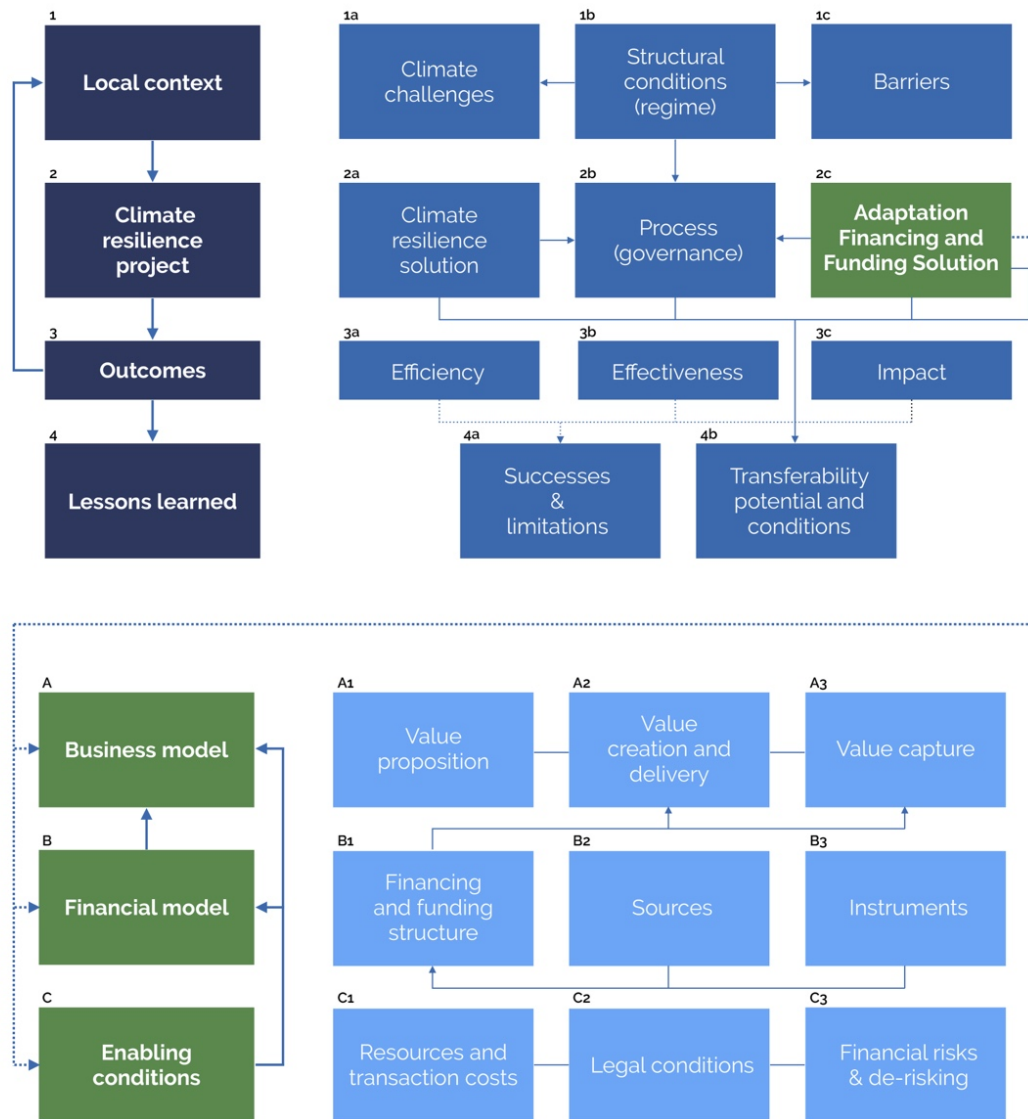 1
Local context
1a
Climate
challenges
1b
Structural
conditions
(regime)
1c
Barriers
2
Climate
resilience
project
2a
Climate
resilience
solution
2b
Process
(governance)
2c
Adaptation
Financing and
Funding Solution
3
Outcomes
3a
Efficiency
3b
Effectiveness
3c
Impact
4
Lessons learned
4a
Successes
&
limitations
4b
Transferability
potential and
conditions
A
Business model
A1
Value
proposition
A2
Value
creation and
delivery
A3
Value capture
B
Financial model
B1
Financing
and funding
structure
B2
Sources
B3
Instruments
C
Enabling
conditions
C1
Resources and
transaction costs
C2
Legal conditions
C3
Financial risks
& de-risking